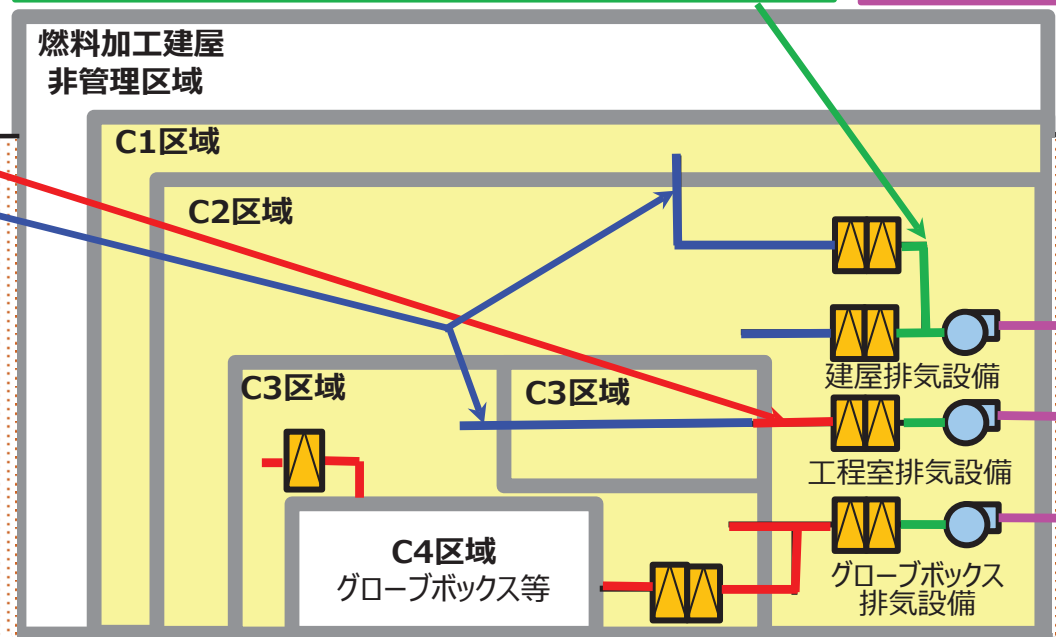 燃料加工建屋
非管理区域
C1区域
C2区域
建屋排気設備
C3区域
C3区域
工程室排気設備
C4区域
グローブボックス等
グローブボックス
排気設備